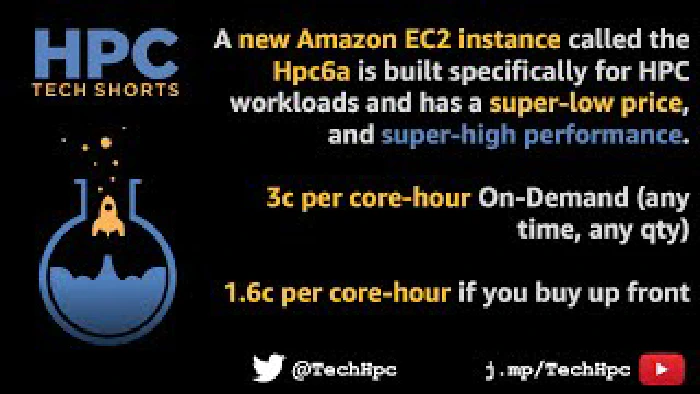 HPC
TECH SHORTS
A new Amazon EC2 instance called the
Hpc6a is built specifically for HPC
workloads and has a super-low price,
and super-high performance.
3c per core-hour On-Demand (any
time, any qty)
1.6c per core-hour if you buy up front
@TechHpc
j.mp/TechHpc